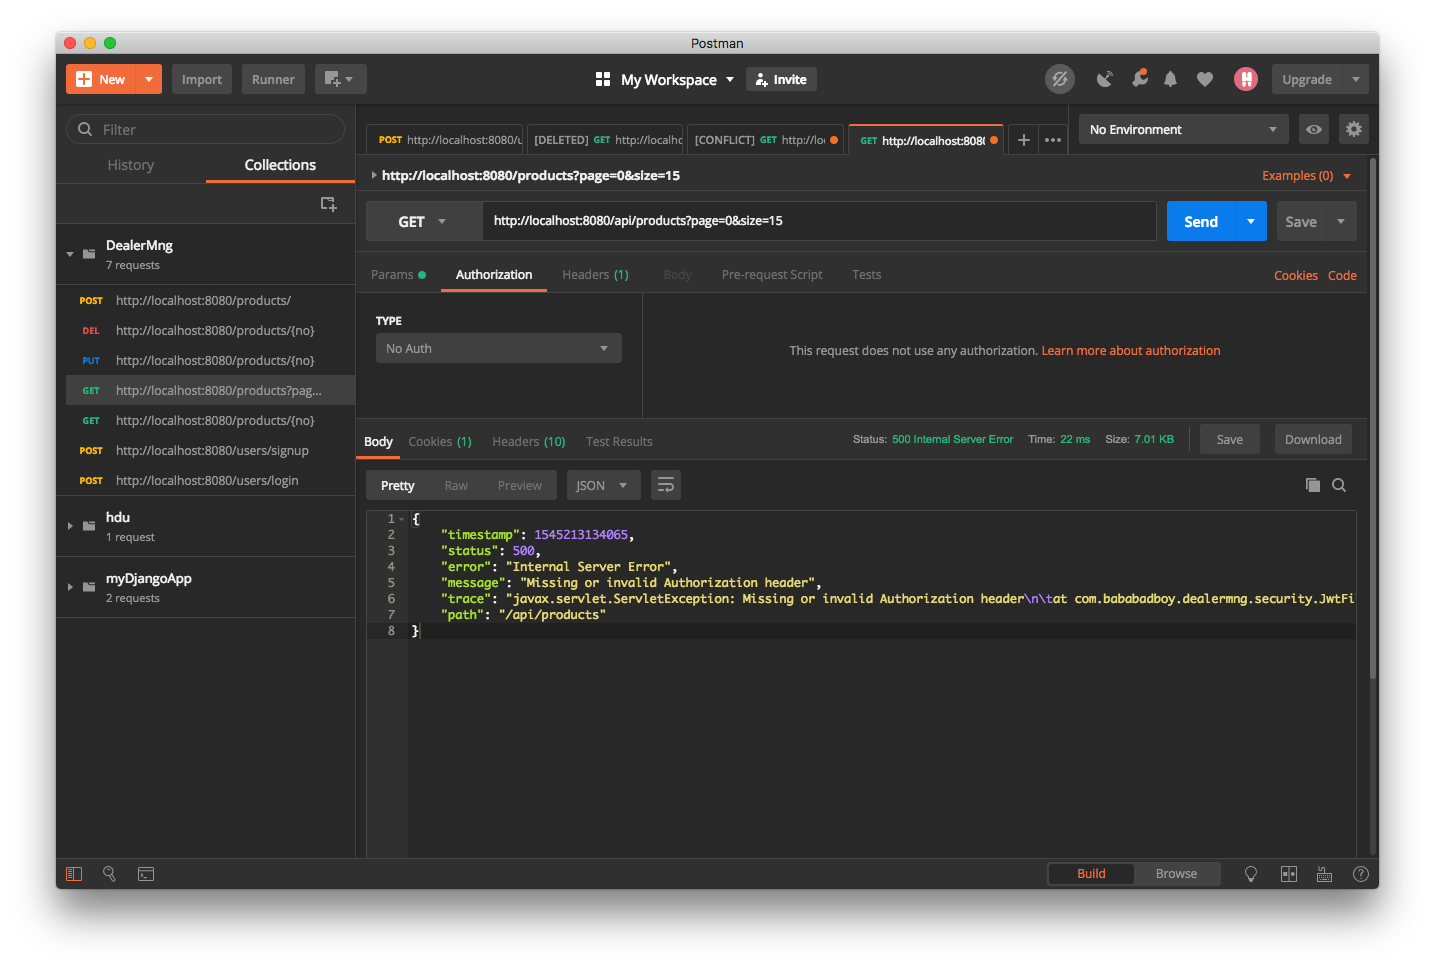 Postman
New
Import
Runner
My Workspace
Invite
Upgrade
Filter
History
Collections
DealerMng
7 requests
POST http://localhost:8080/products/
DEL http://localhost:8080/products/{no}
PUT http://localhost:8080/products/{no}
GET http://localhost:8080/products?pag...
GET http://localhost:8080/products/{no}
POST http://localhost:8080/users/signup
POST http://localhost:8080/users/login
hdu
1 request
myDjangoApp
2 requests
POST http://localhost:8080/u
[DELETED] GET http://localhc
[CONFLICT] GET http://lo
GET http://localhost:8080
No Environment
http://localhost:8080/products?page=0&size=15
Examples (0)
GET
http://localhost:8080/api/products?page=0&size=15
Send
Save
Params
Authorization
Headers (1)
Body
Pre-request Script
Tests
Cookies
Code
TYPE
No Auth
This request does not use any authorization. Learn more about authorization
Body
Cookies (1)
Headers (10)
Test Results
Status: 500 Internal Server Error
Time: 22 ms
Size: 7.01 KB
Save
Download
Pretty
Raw
Preview
JSON
1 {
2 "timestamp": 1545213134065,
3 "status": 500,
4 "error": "Internal Server Error",
5 "message": "Missing or invalid Authorization header",
6 "trace": "javax.servlet.ServletException: Missing or invalid Authorization header\n\tat com.bababadboy.dealermng.security.JwtFi
7 "path": "/api/products"
8 }
Build
Browse